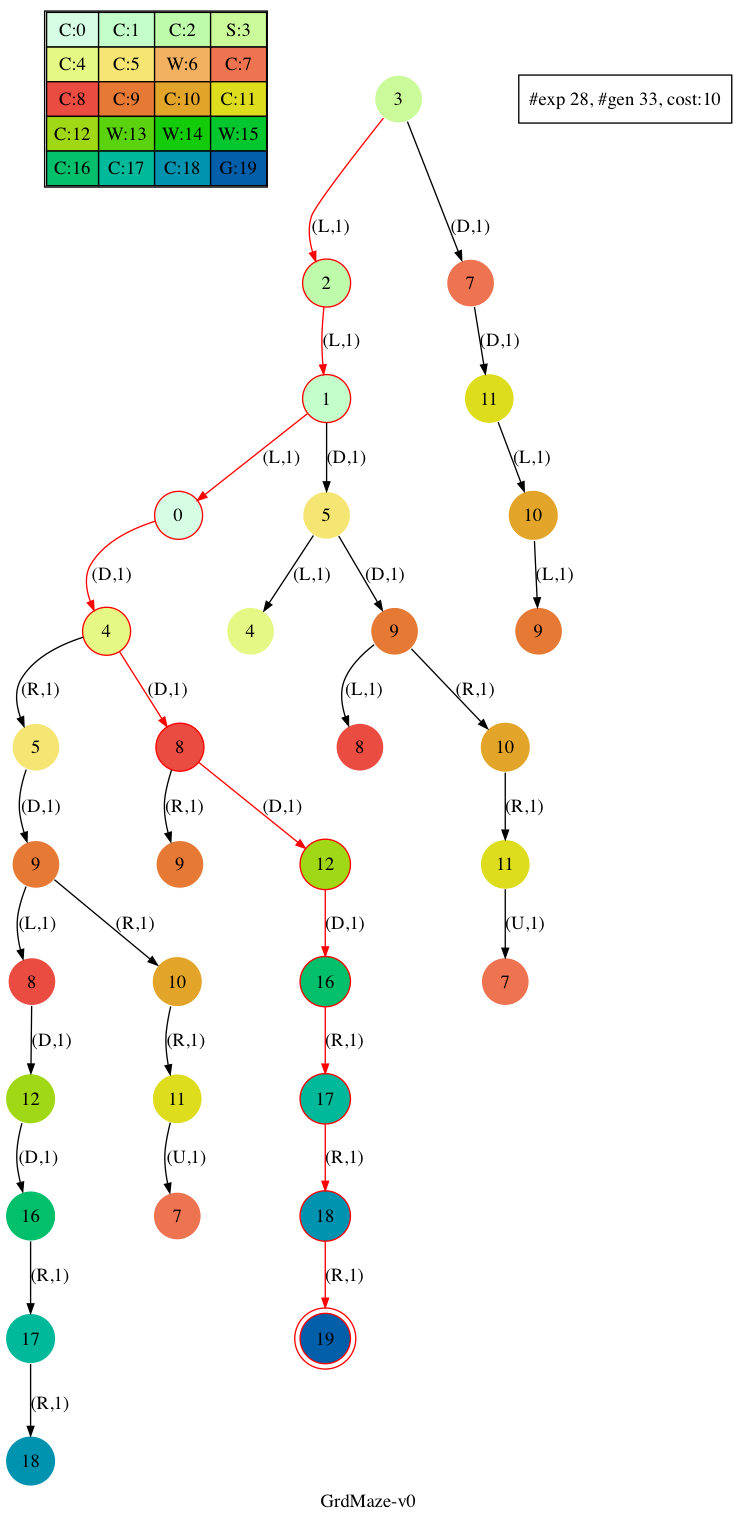 C:0 C:1 C:2 S:3
C:4 C:5 W:6 C:7
C:8 C:9 C:10 C:11
C:12 W:13 W:14 W:15
C:16 C:17 C:18 G:19
#exp 28, #gen 33, cost:10
3
(L,1) (D,1)
2 7
(L,1) (D,1)
1 11
(L,1) (D,1) (L,1)
0 5 10
(D,1) (L,1) (D,1) (L,1)
4 4 9 9
(R,1) (D,1) (L,1) (R,1)
5 8 8 10
(D,1) (R,1) (D,1) (R,1)
9 9 12 11
(L,1) (R,1) (D,1) (U,1)
8 10 16 7
(D,1) (R,1) (R,1)
12 11 17
(D,1) (U,1) (R,1)
16 7 18
(R,1) (R,1)
17 19
(R,1)
18
GrdMaze-v0